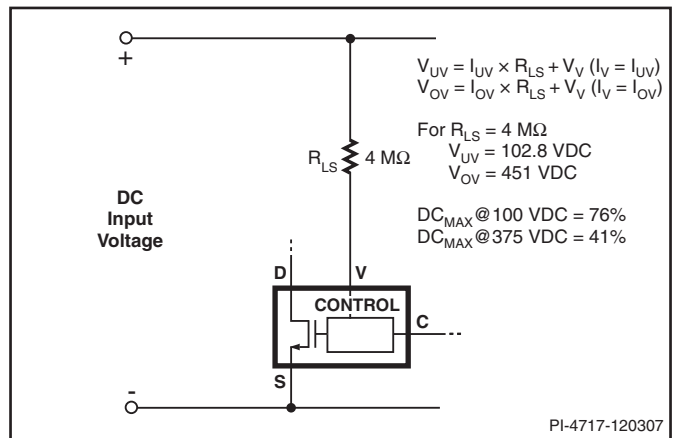 +
V_UV = I_UV × R_LS + V_V (I_V = I_UV)
V_OV = I_OV × R_LS + V_V (I_V = I_OV)
For R_LS = 4 MΩ
V_UV = 102.8 VDC
V_OV = 451 VDC
R_LS 4 MΩ
DC
Input
Voltage
DC_MAX@100 VDC = 76%
DC_MAX@375 VDC = 41%
D
V
CONTROL
C
S
-
PI-4717-120307